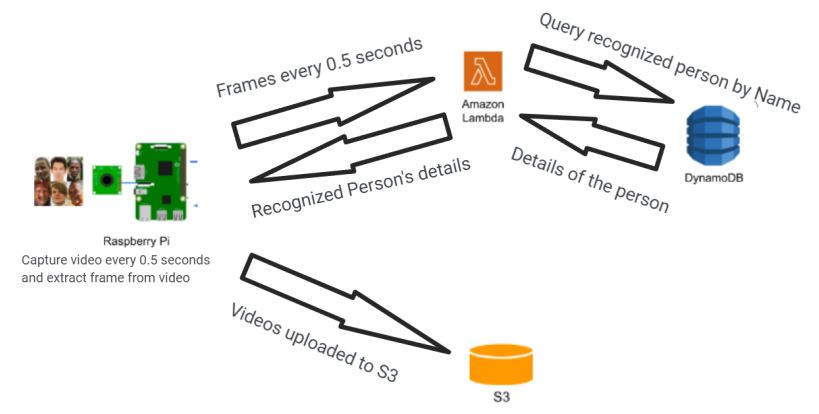 Frames every 0.5 seconds
Amazon
Lambda
Query recognized person by Name
DynamoDB
Details of the person
Recognized Person's details
Raspberry Pi
Capture video every 0.5 seconds
and extract frame from video
Videos uploaded to S3
S3